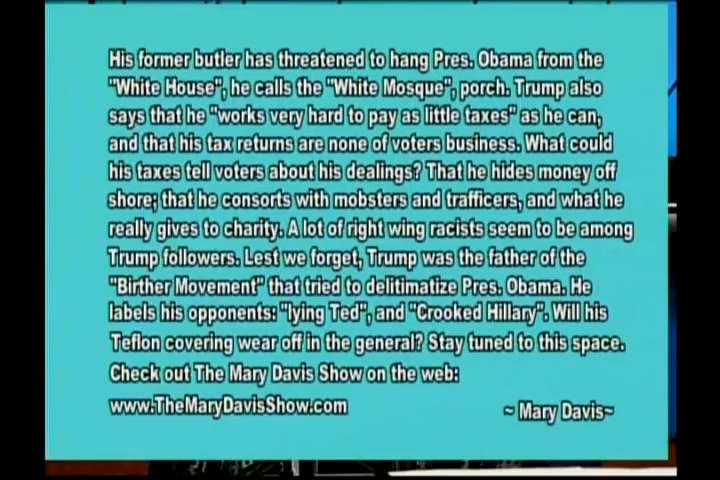 His former butler has threatened to hang Pres. Obama from the
"White House", he calls the "White Mosque", porch. Trump also
says that he "works very hard to pay as little taxes" as he can,
and that his tax returns are none of voters business. What could
his taxes tell voters about his dealings? That he hides money off
shore; that he consorts with mobsters and trafficers, and what he
really gives to charity. A lot of right wing racists seem to be among
Trump followers. Lest we forget, Trump was the father of the
"Birther Movement" that tried to delitimatize Pres. Obama. He
labels his opponents: "lying Ted", and "Crooked Hillary". Will his
Teflon covering wear off in the general? Stay tuned to this space.
Check out The Mary Davis Show on the web:
www.TheMaryDavisShow.com ~ Mary Davis~